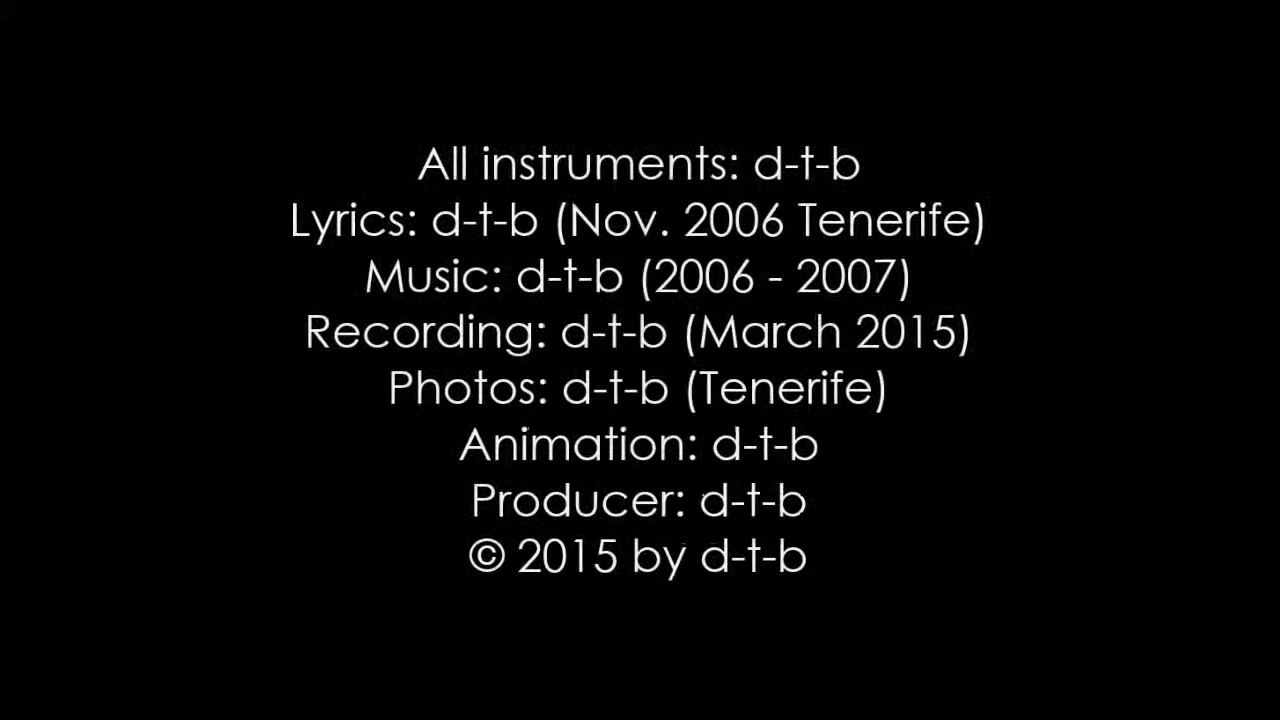 All instruments: d-t-b
Lyrics: d-t-b (Nov. 2006 Tenerife)
Music: d-t-b (2006 - 2007)
Recording: d-t-b (March 2015)
Photos: d-t-b (Tenerife)
Animation: d-t-b
Producer: d-t-b
© 2015 by d-t-b